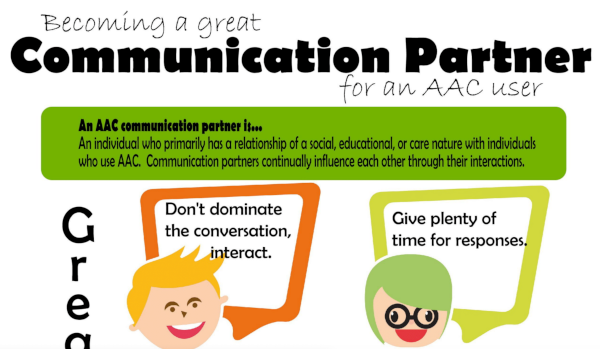 Becoming a great
Communication Partner
for an AAC user
An AAC communication partner is...
An individual who primarily has a relationship of a social, educational, or care nature with individuals
who use AAC. Communication partners continually influence each other through their interactions.
Don't dominate
the conversation,
interact.
Give plenty of
time for responses.
G
r
e
a